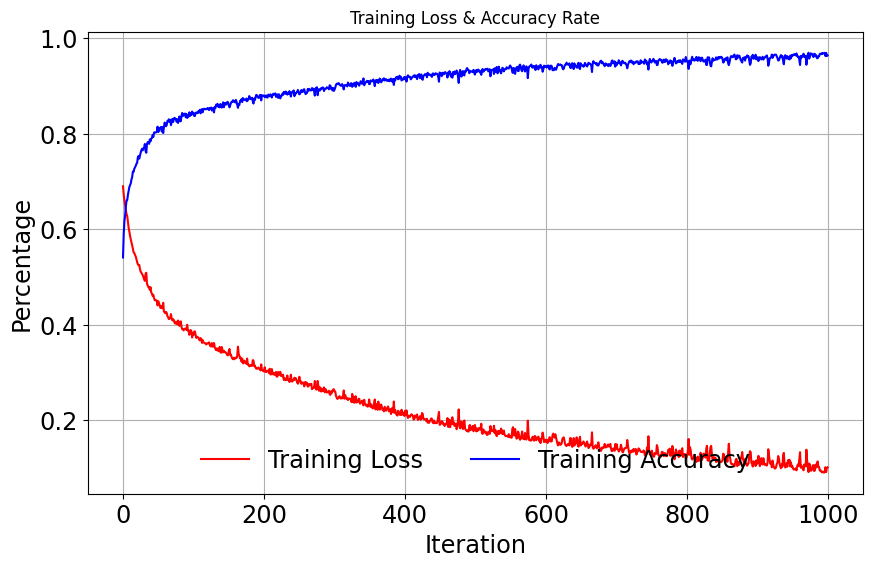 Training Loss & Accuracy Rate
1.0
0.8
0.6
0.4
0.2
Percentage
Training Loss Training Accuracy
0 200 400 600 800 1000
Iteration